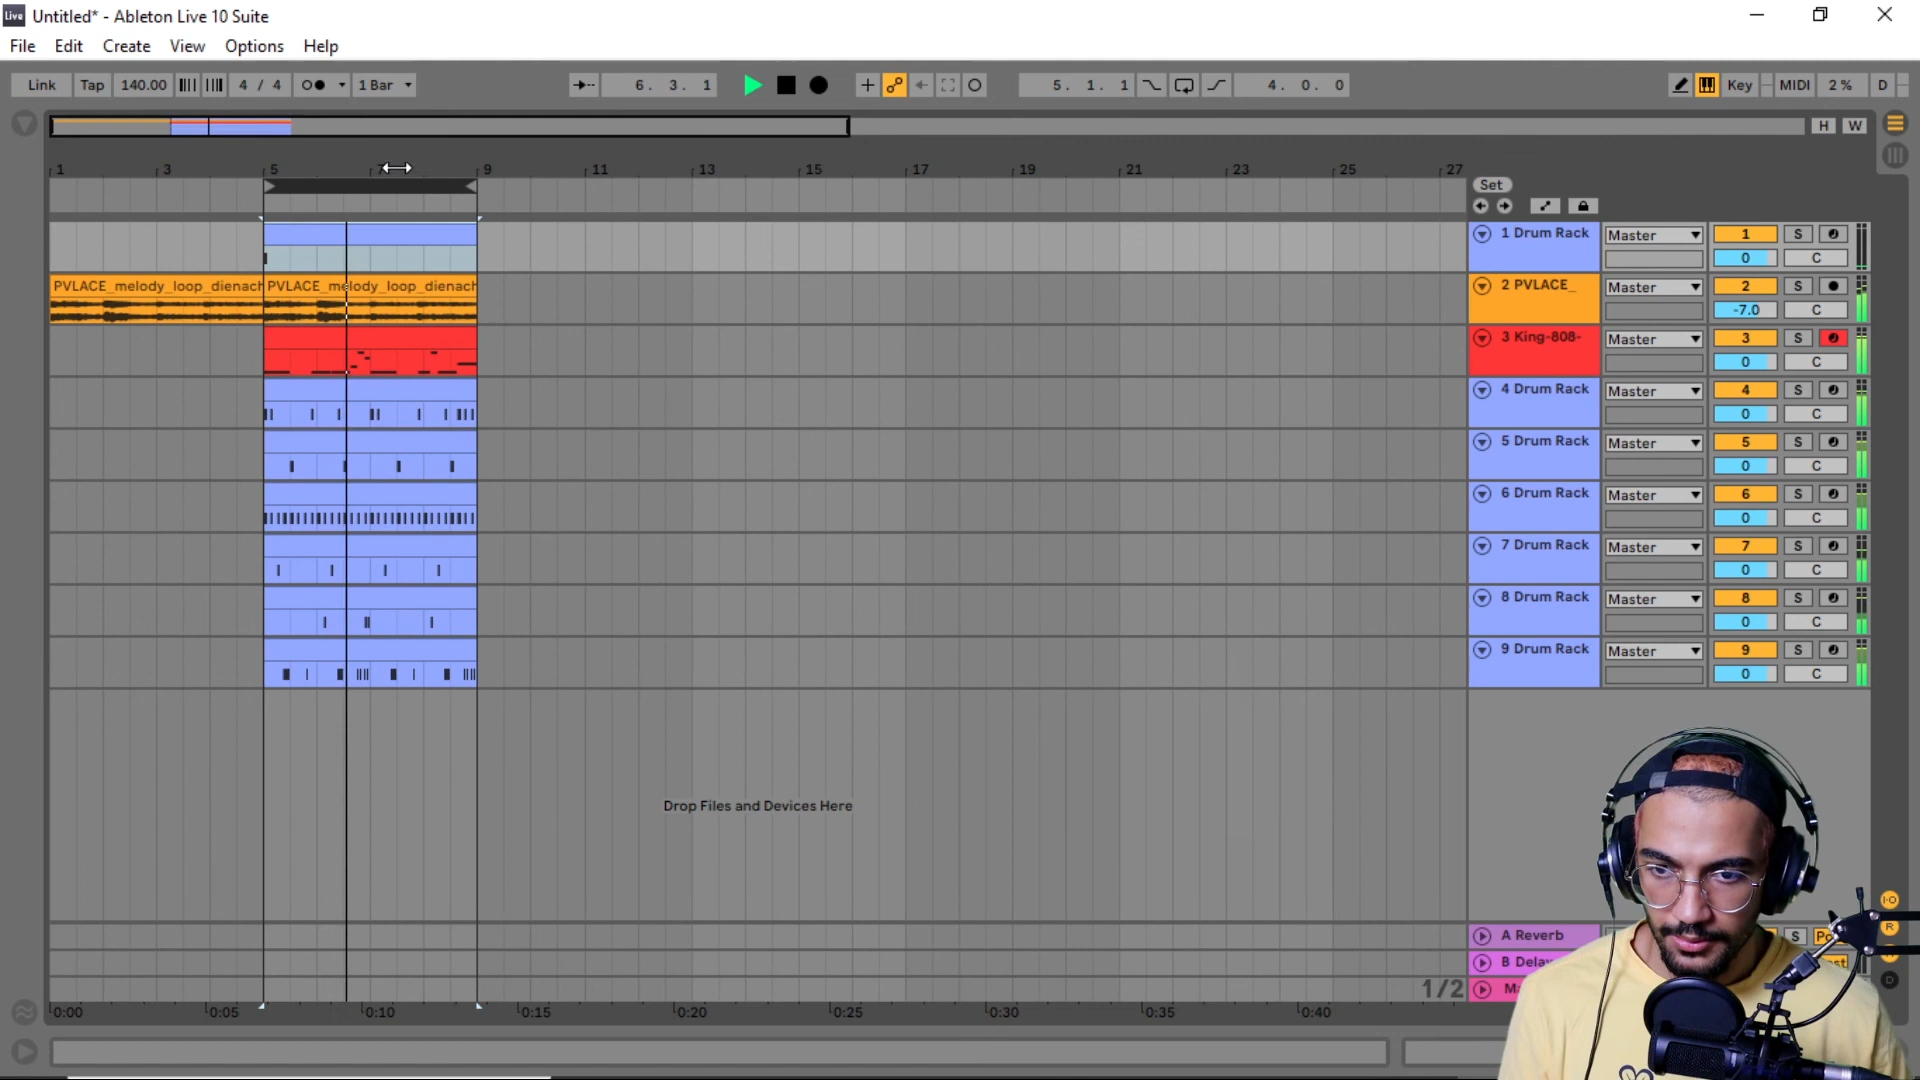 Live Untitled* - Ableton Live 10 Suite
File Edit Create View Options Help
Link Tap 140.00 4 / 4 1 Bar 6. 3. 1 5. 1. 1 4. 0. 0 Key MIDI 2 % D
H W
1 3 5 7 9 11 13 15 17 19 21 23 25 27
Set
1 Drum Rack Master 1 S
0 C
PVLACE_melody_loop_dienach PVLACE_melody_loop_dienach 2 PVLACE_ Master 2 S
-7.0 C
3 King-808- Master 3 S
0 C
4 Drum Rack Master 4 S
0 C
5 Drum Rack Master 5 S
0 C
6 Drum Rack Master 6 S
0 C
7 Drum Rack Master 7 S
0 C
8 Drum Rack Master 8 S
0 C
9 Drum Rack Master 9 S
0 C
Drop Files and Devices Here
A Reverb S
B Delay
1/2
0:00 0:05 0:10 0:15 0:20 0:25 0:30 0:35 0:40